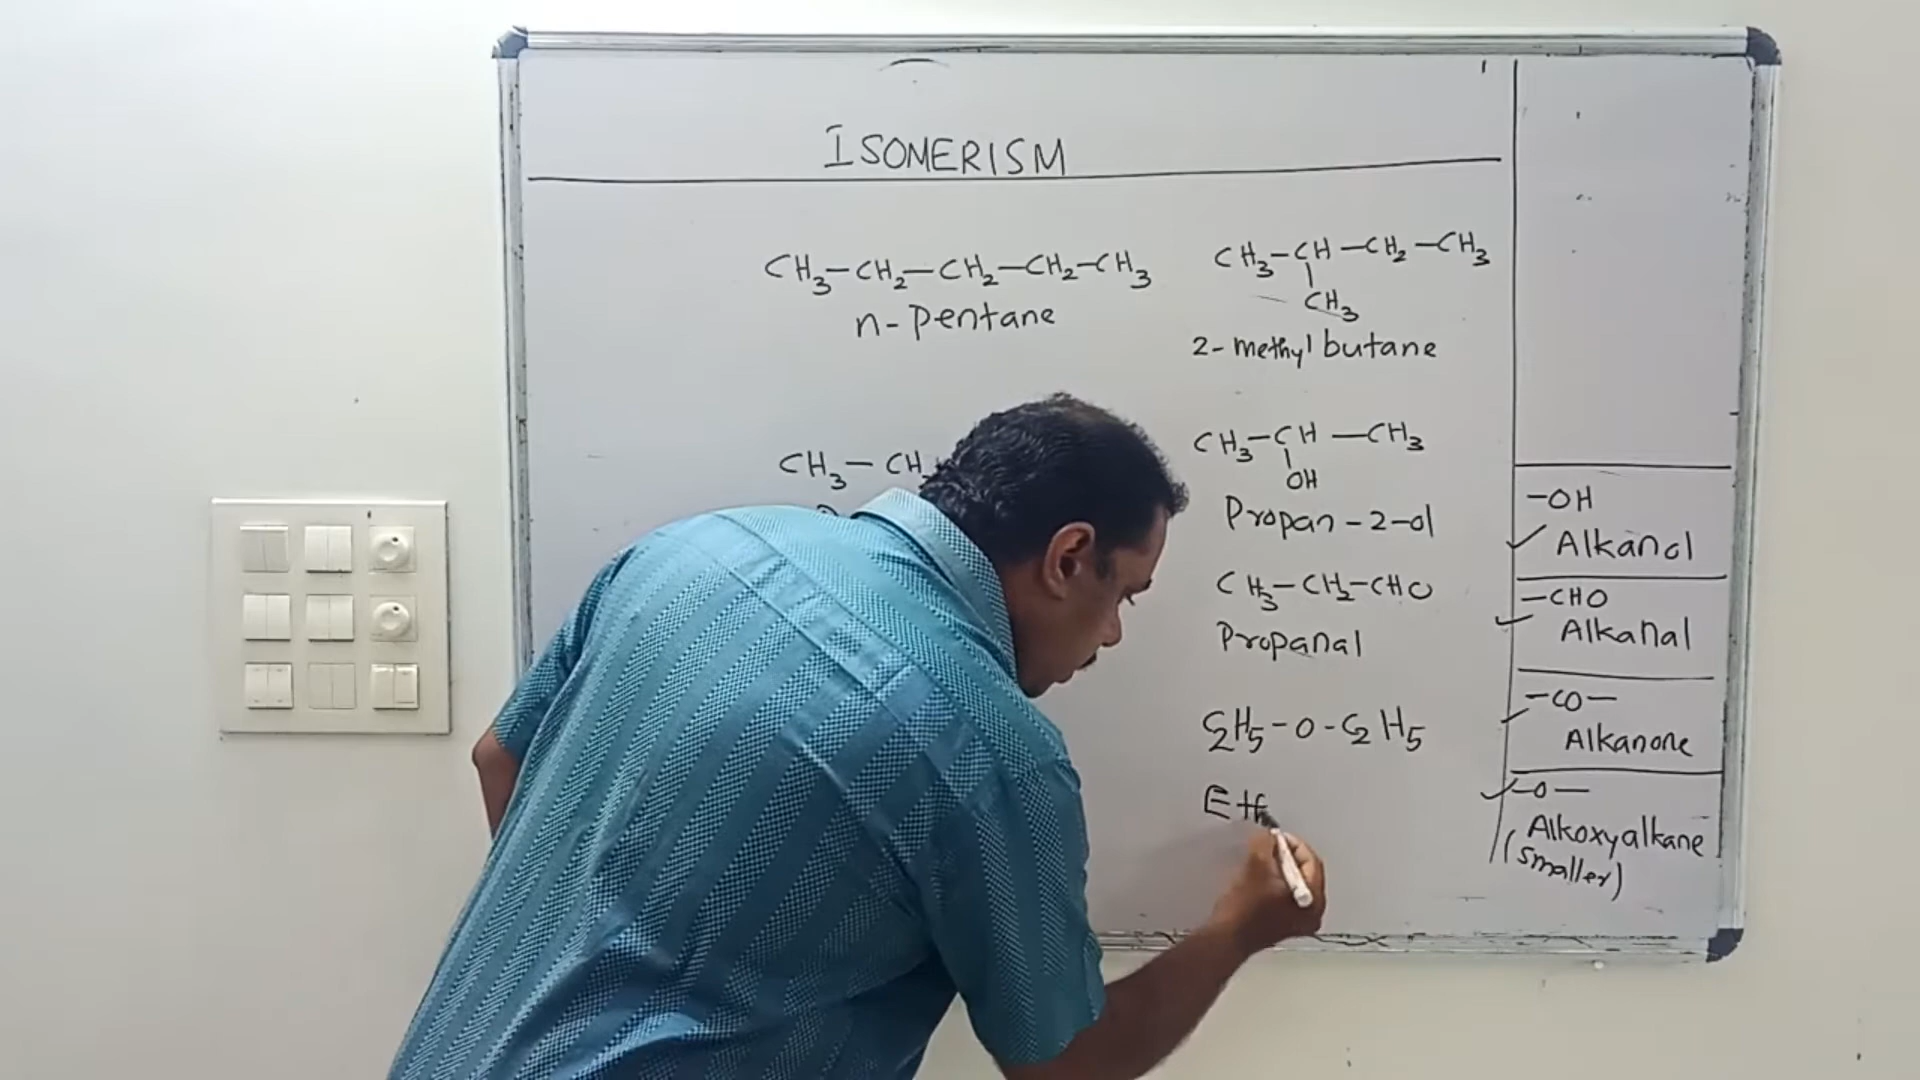 ISOMERISM
CH₃-CH₂-CH₂-CH₂-CH₃
n-Pentane
CH₃-CH-CH₂-CH₃
CH₃
2-methyl butane
CH₃-CH
CH₃-CH-CH₃
OH
Propan-2-ol
CH₃-CH₂-CHO
Propanal
C₂H₅-O-C₂H₅
Eth
-OH
Alkanol
-CHO
Alkanal
-CO-
Alkanone
-O-
Alkoxyalkane
(smaller)